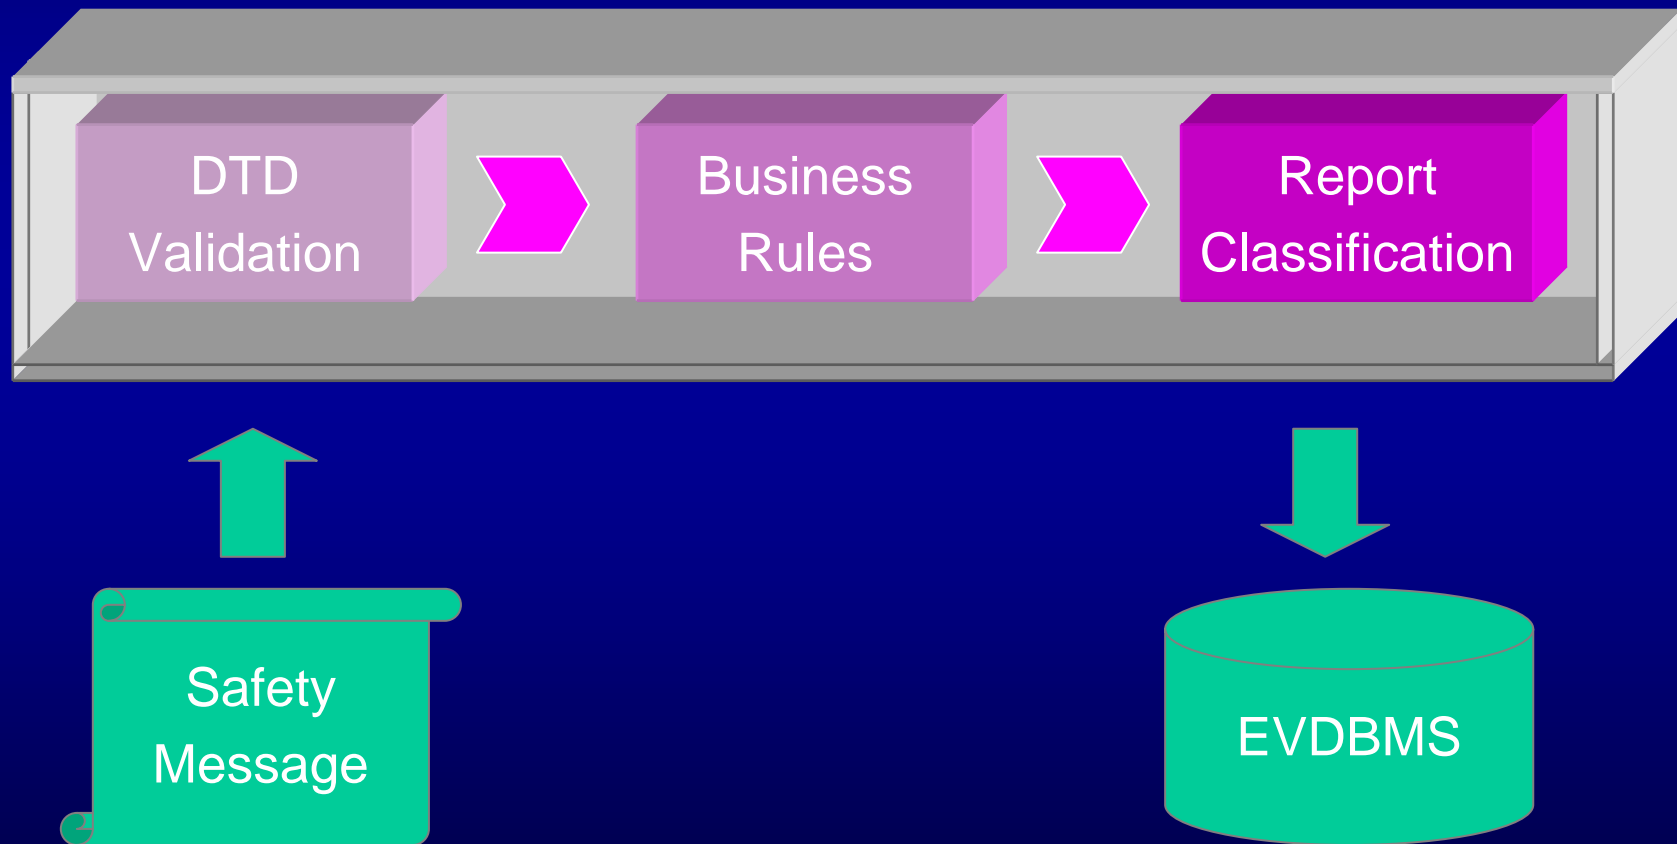 DTD
Validation
Business
Rules
Report
Classification
Safety
Message
EVDBMS